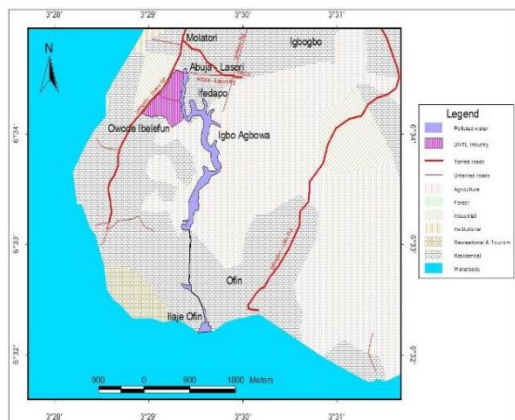 3°28'
3°29'
3°30'
3°31'
Molatori
Igbogbo
N
Abuja - Lasori
Ifedapo
6°34'
6°34'
Owode Ibelefun
Igbo Agbowa
Legend
Polluted water
UNTL Industry
Tarred roads
Untarred roads
Agriculture
Forest
Industrial
Institutional
Recreational & Tourism
Residential
Waterbody
6°33'
6°33'
Ofin
Ilaje Ofin
6°32'
6°32'
900
0
900
1800
Meters
3°28'
3°29'
3°30'
3°31'